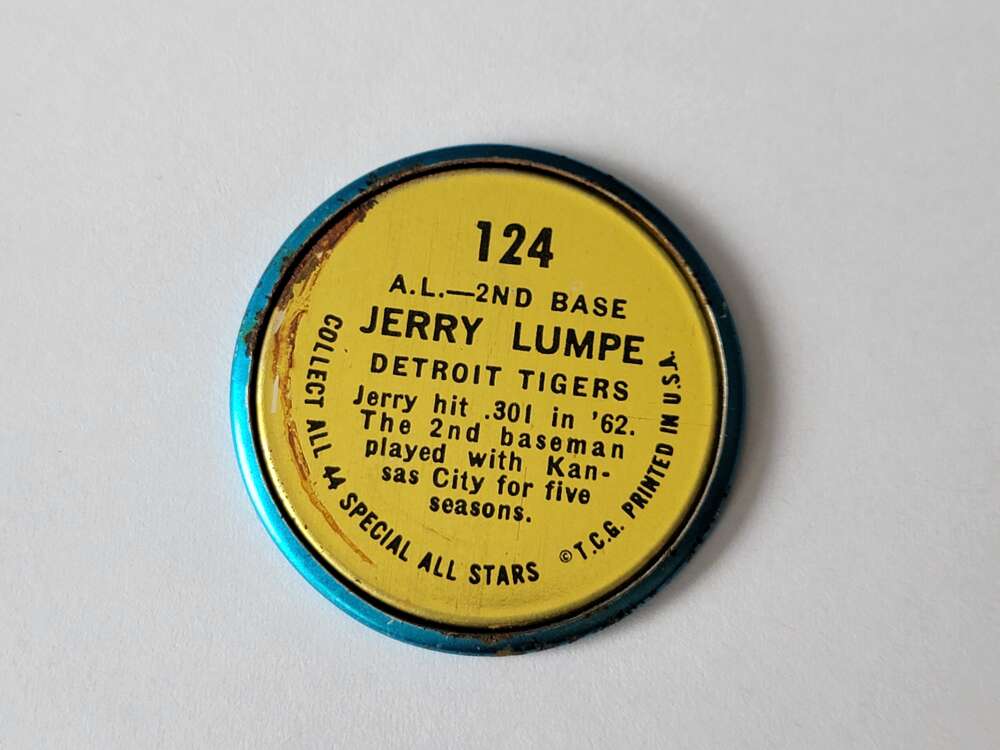 124
A.L.—2ND BASE
JERRY LUMPE
DETROIT TIGERS
Jerry hit .301 in '62.
The 2nd baseman
played with Kan-
sas City for five
seasons.
COLLECT ALL 44 SPECIAL ALL STARS
©T.C.G. PRINTED IN U.S.A.